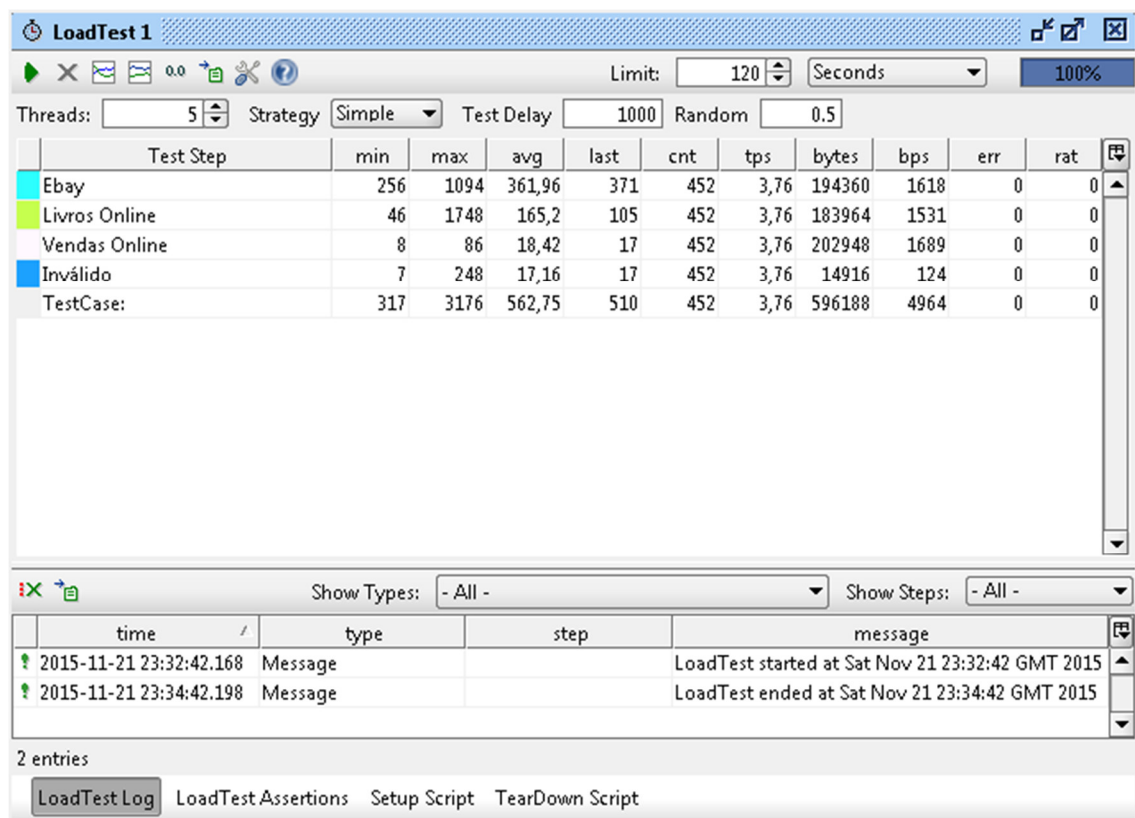 LoadTest 1
0.0 Limit: 120 Seconds 100%
Threads: 5 Strategy Simple Test Delay 1000 Random 0.5
Test Step min max avg last cnt tps bytes bps err rat
Ebay 256 1094 361,96 371 452 3,76 194360 1618 0 0
Livros Online 46 1748 165,2 105 452 3,76 183964 1531 0 0
Vendas Online 8 86 18,42 17 452 3,76 202948 1689 0 0
Inválido 7 248 17,16 17 452 3,76 14916 124 0 0
TestCase: 317 3176 562,75 510 452 3,76 596188 4964 0 0
Show Types: - All - Show Steps: - All -
time type step message
2015-11-21 23:32:42.168 Message LoadTest started at Sat Nov 21 23:32:42 GMT 2015
2015-11-21 23:34:42.198 Message LoadTest ended at Sat Nov 21 23:34:42 GMT 2015
2 entries
LoadTest Log LoadTest Assertions Setup Script TearDown Script